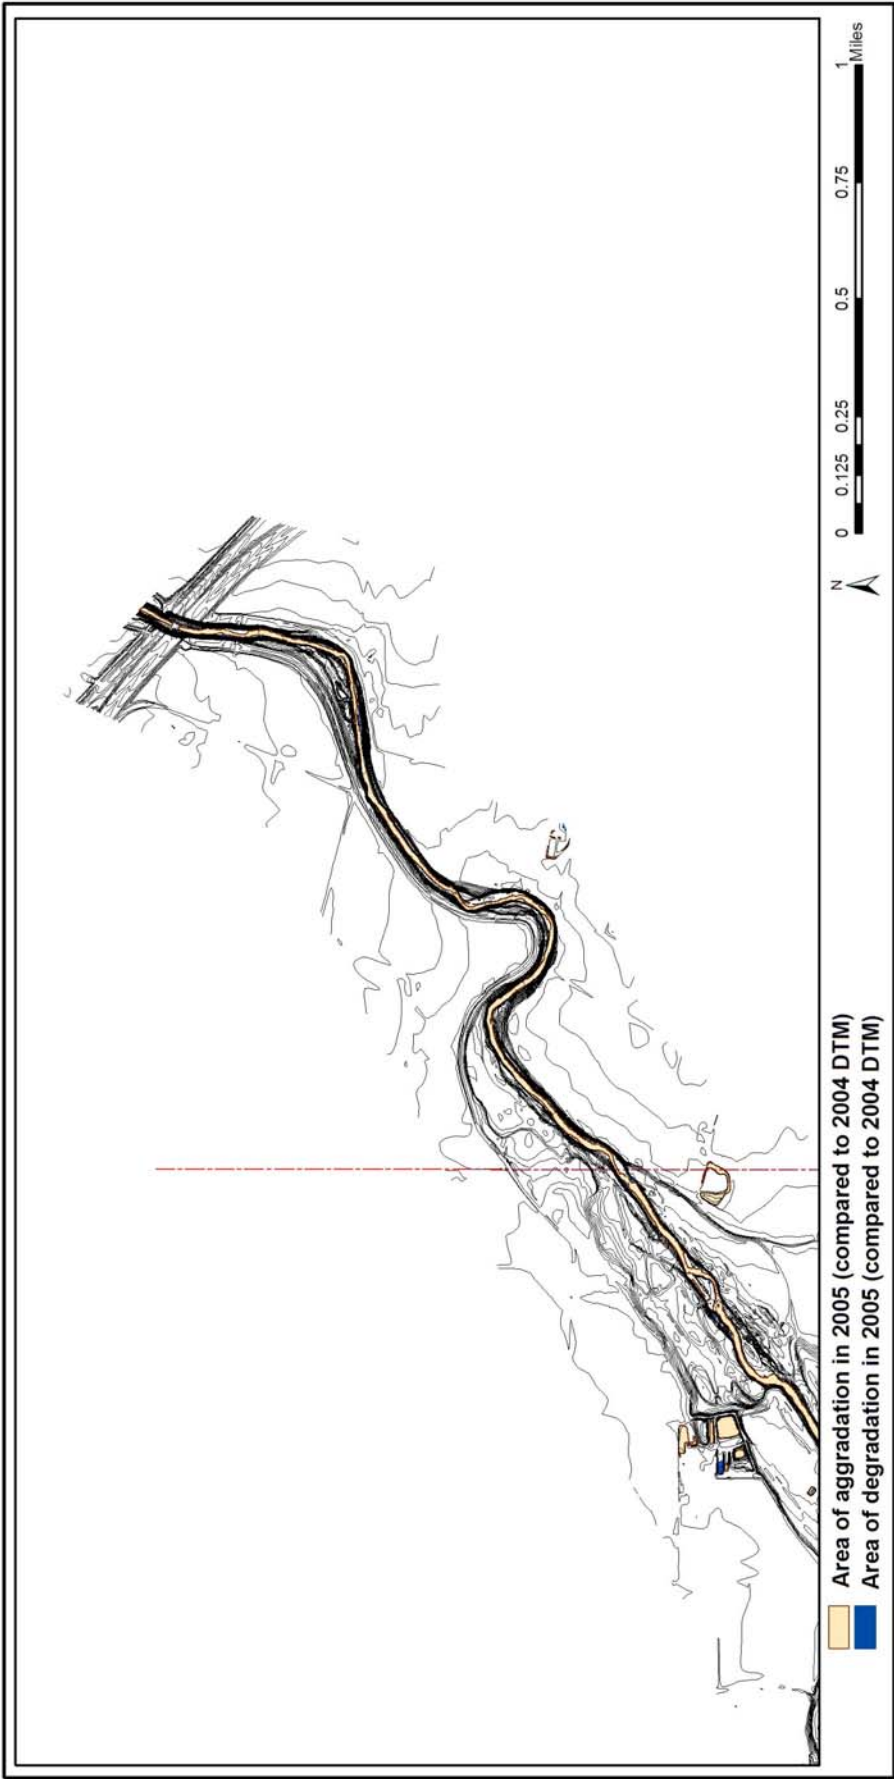 Area of aggradation in 2005 (compared to 2004 DTM)
Area of degradation in 2005 (compared to 2004 DTM)
N
0 0.125 0.25 0.5 0.75 1
Miles